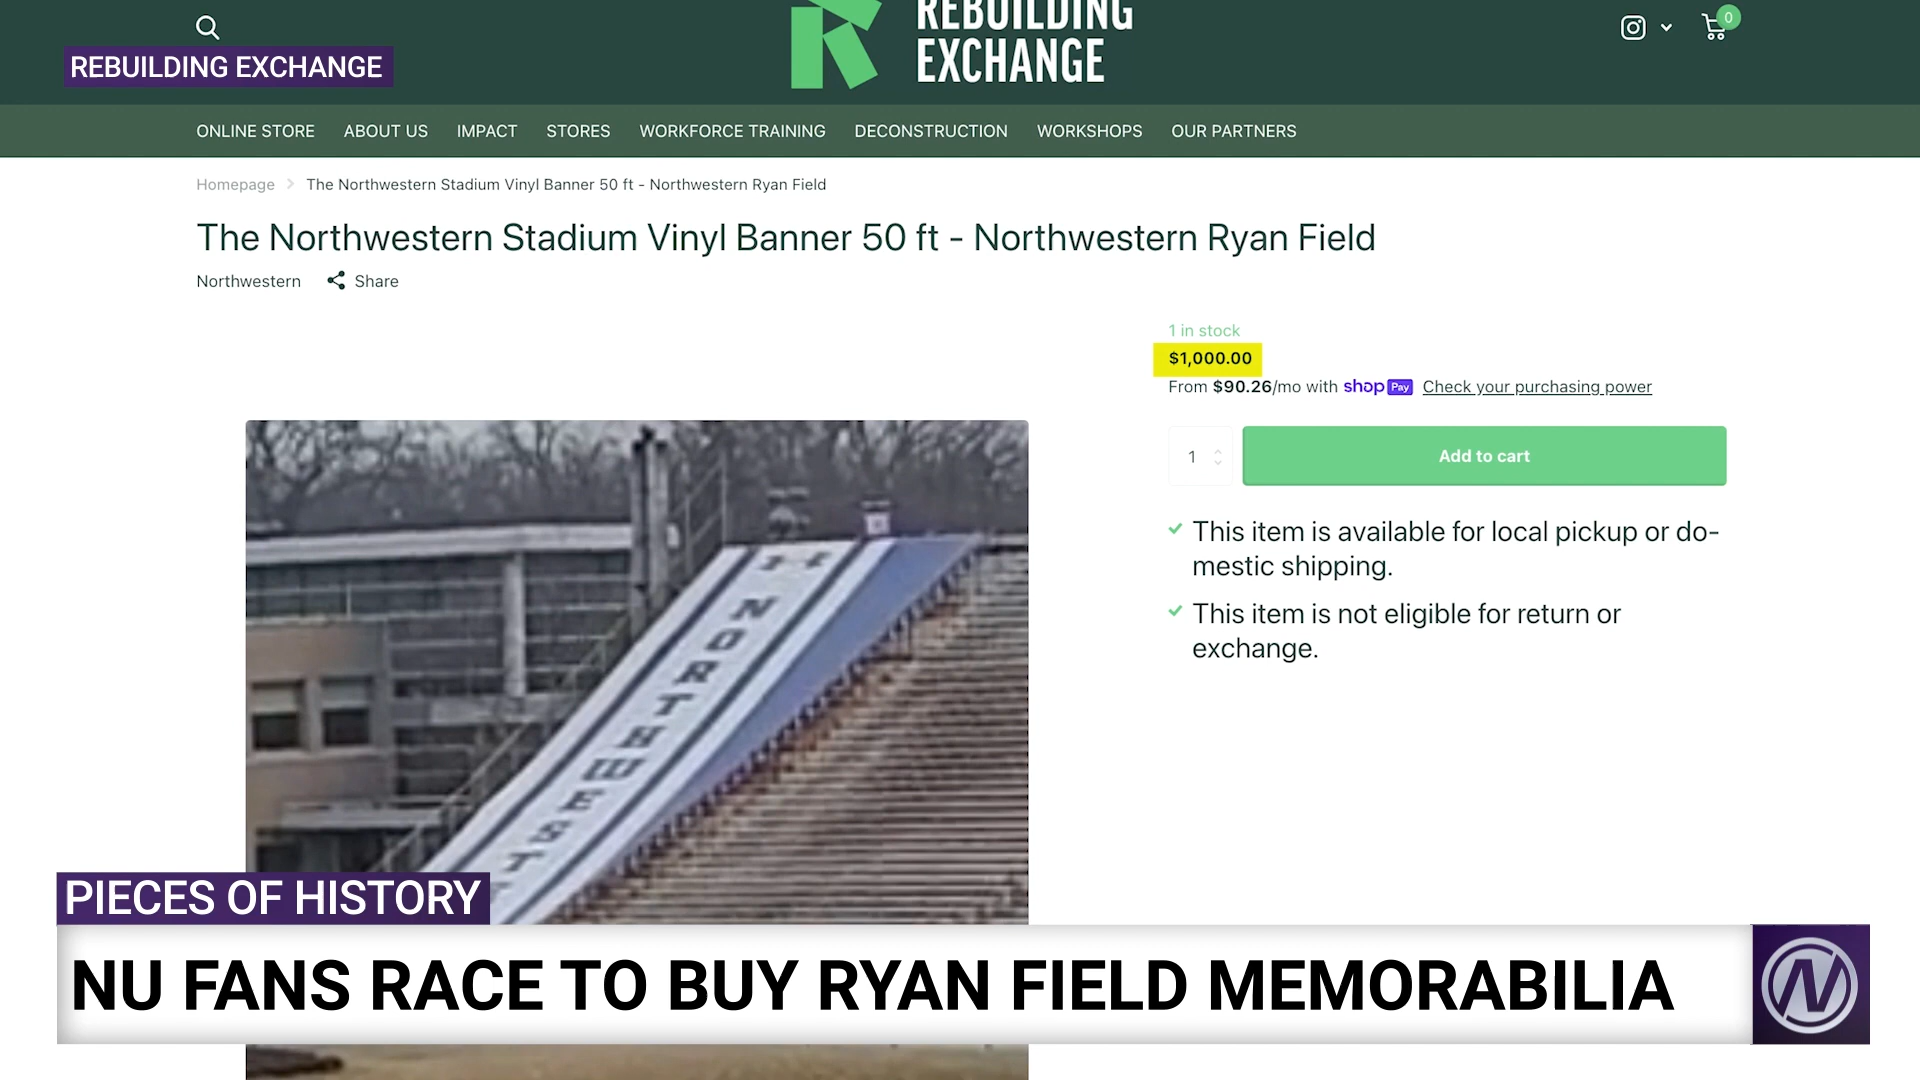 REBUILDING
EXCHANGE
0
REBUILDING EXCHANGE
ONLINE STORE ABOUT US IMPACT STORES WORKFORCE TRAINING DECONSTRUCTION WORKSHOPS OUR PARTNERS
Homepage The Northwestern Stadium Vinyl Banner 50 ft - Northwestern Ryan Field
The Northwestern Stadium Vinyl Banner 50 ft - Northwestern Ryan Field
Northwestern Share
1 in stock
$1,000.00
From $90.26/mo with shop Pay Check your purchasing power
1
Add to cart
This item is available for local pickup or do-
mestic shipping.
This item is not eligible for return or
exchange.
NORTHWEST
PIECES OF HISTORY
NU FANS RACE TO BUY RYAN FIELD MEMORABILIA
N